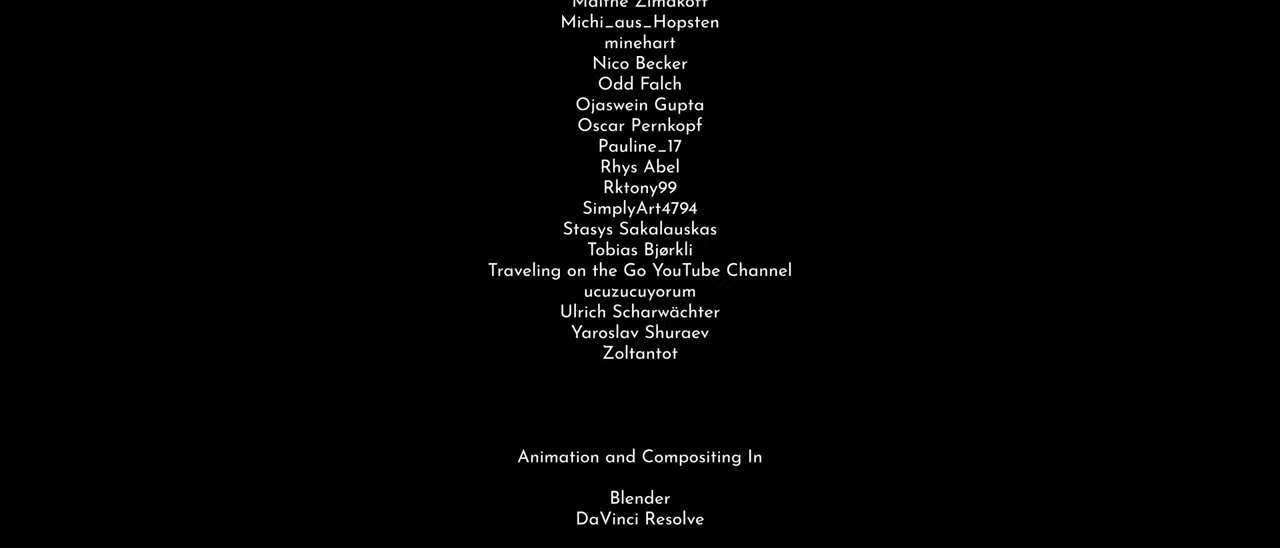 Malthe Zimakoff
Michi_aus_Hopsten
minehart
Nico Becker
Odd Falch
Ojaswein Gupta
Oscar Pernkopf
Pauline_17
Rhys Abel
Rktony99
SimplyArt4794
Stasys Sakalauskas
Tobias Bjørkli
Traveling on the Go YouTube Channel
ucuzucuyorum
Ulrich Scharwächter
Yaroslav Shuraev
Zoltantot
Animation and Compositing In
Blender
DaVinci Resolve